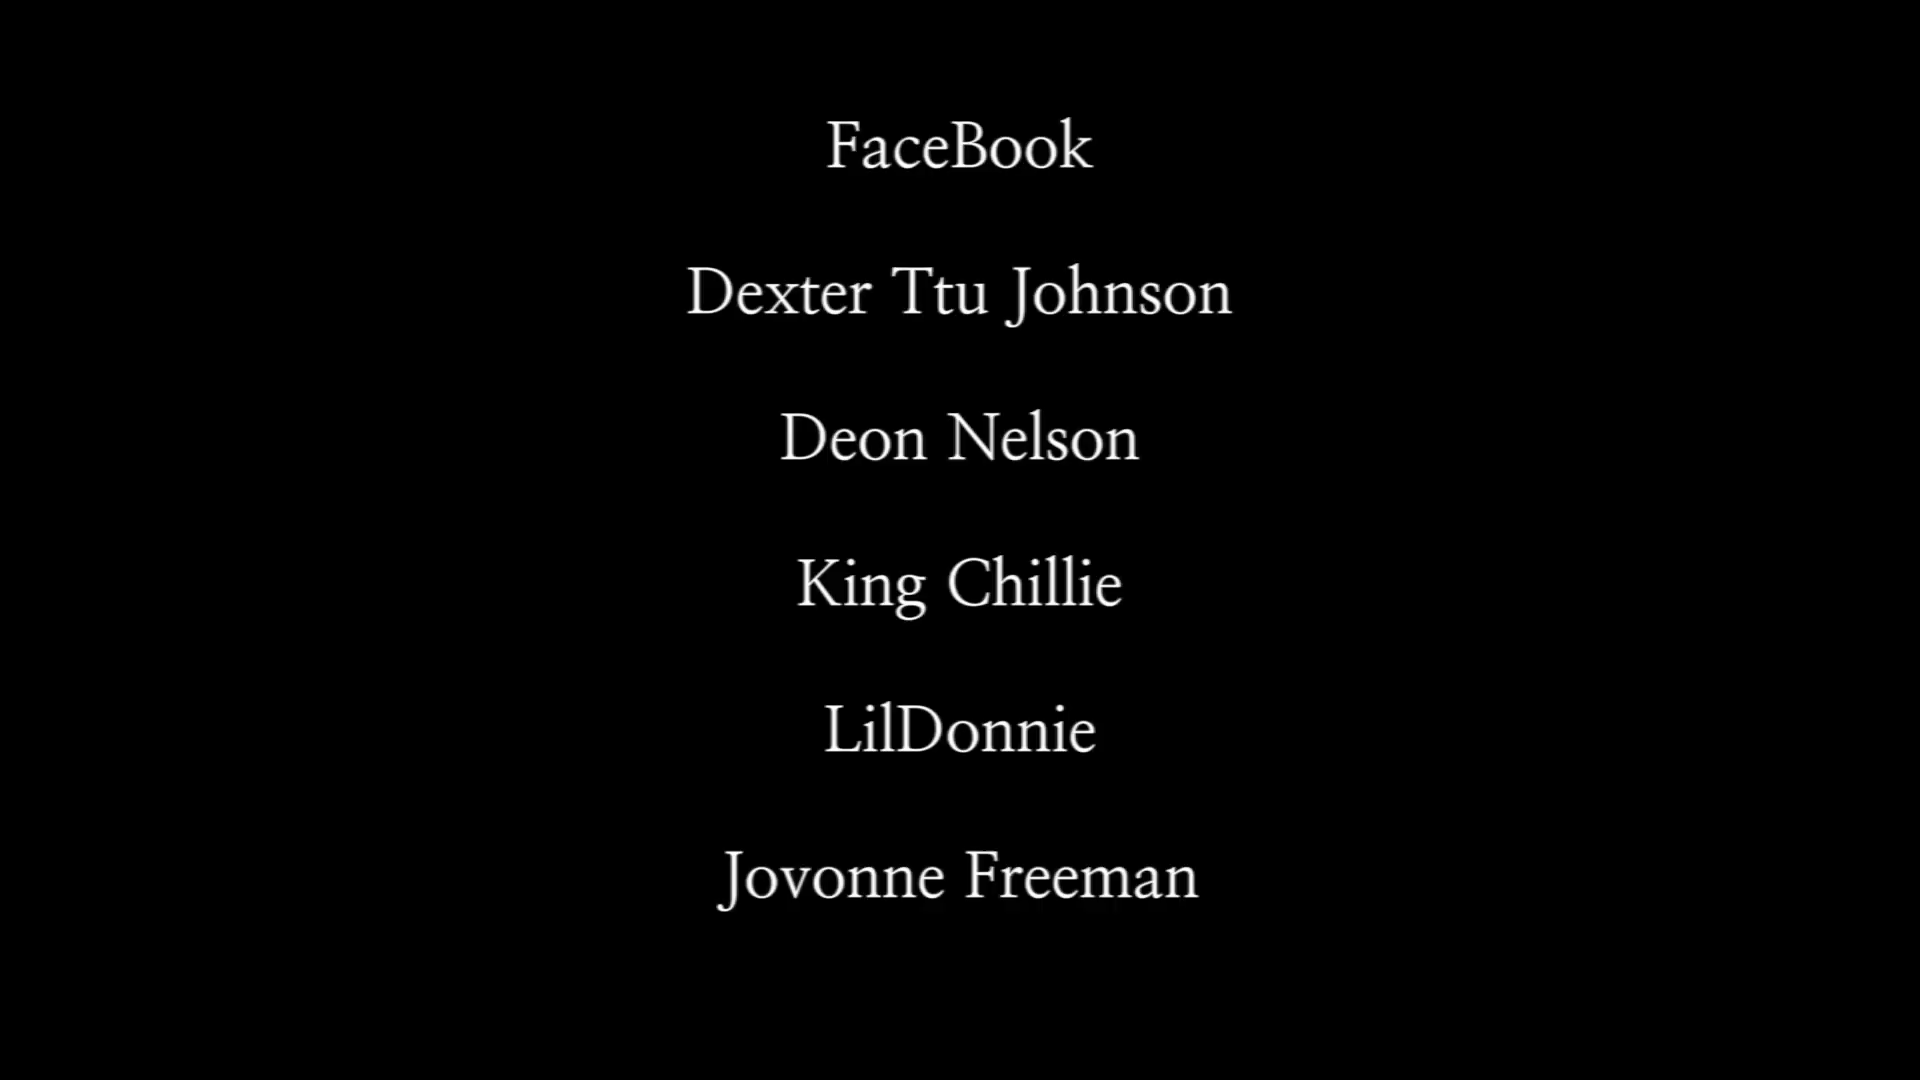 FaceBook
Dexter Ttu Johnson
Deon Nelson
King Chillie
LilDonnie
Jovonne Freeman